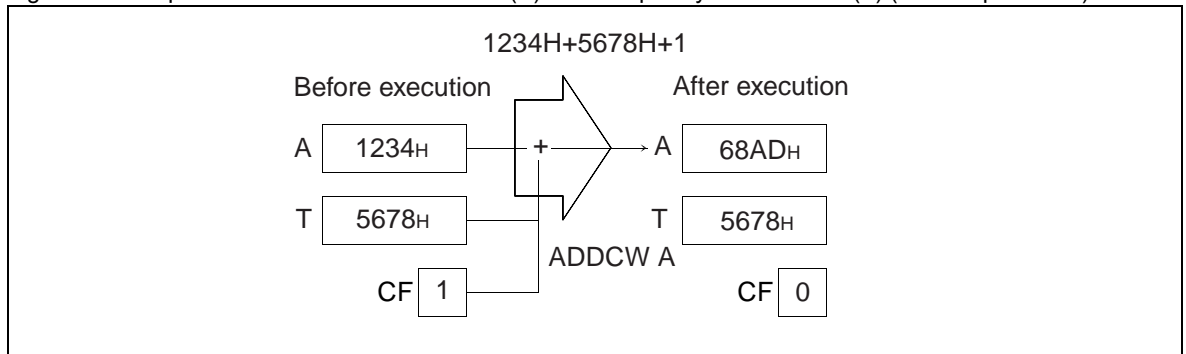 1234H+5678H+1
Before execution
After execution
A 1234H + A 68ADH
T 5678H T 5678H
ADDCW A
CF 1 CF 0